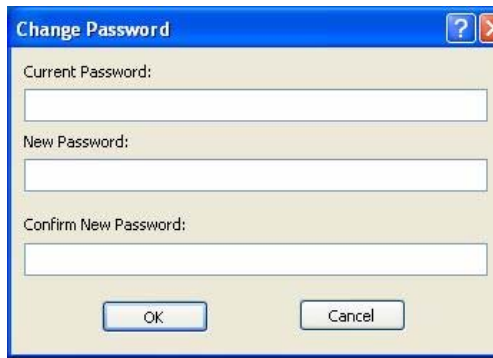 Change Password
Current Password:
New Password:
Confirm New Password:
OK Cancel